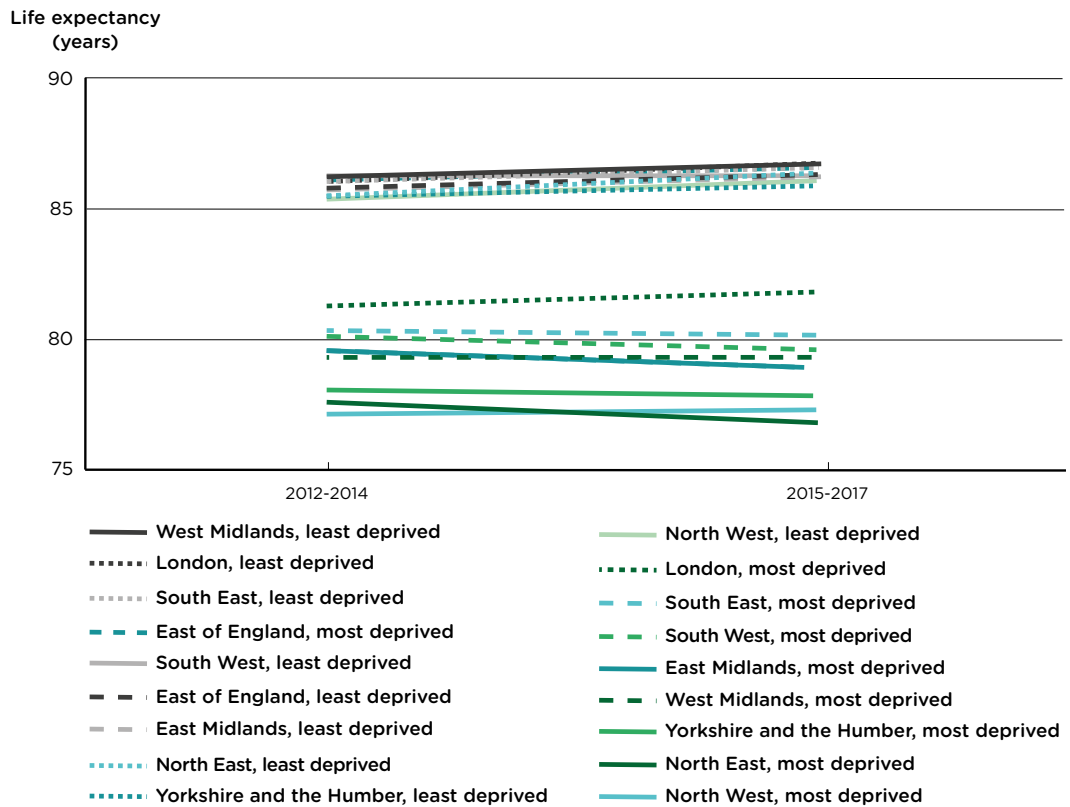 Life expectancy
(years)
90
85
80
75
2012-2014
2015-2017
West Midlands, least deprived
London, least deprived
South East, least deprived
East of England, most deprived
South West, least deprived
East of England, least deprived
East Midlands, least deprived
North East, least deprived
Yorkshire and the Humber, least deprived
North West, least deprived
London, most deprived
South East, most deprived
South West, most deprived
East Midlands, most deprived
West Midlands, most deprived
Yorkshire and the Humber, most deprived
North East, most deprived
North West, most deprived